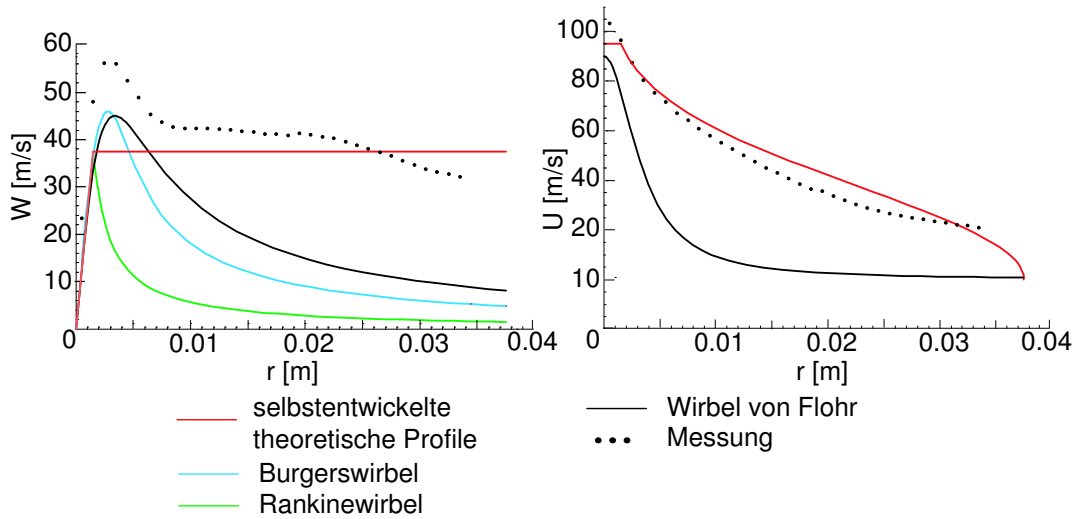 60
50
40
30
20
10
0
W [m/s]
0.01
0.02
0.03
0.04
r [m]
100
80
60
40
20
10
0
U [m/s]
0.01
0.02
0.03
0.04
r [m]
selbstentwickelte
theoretische Profile
Burgerswirbel
Rankinewirbel
Wirbel von Flohr
Messung